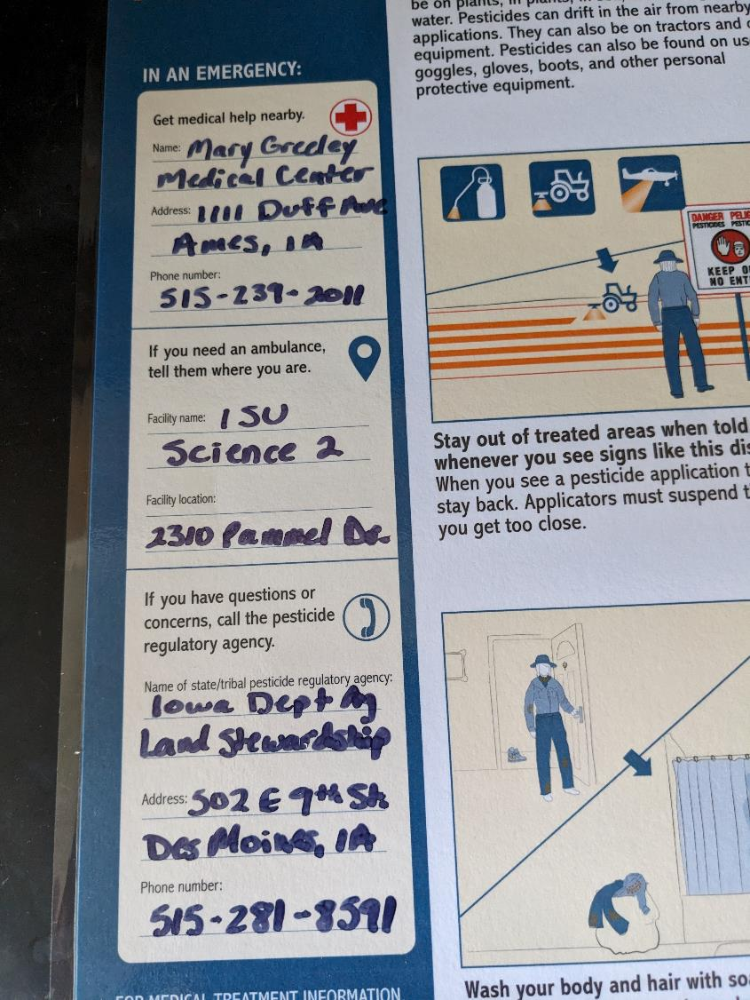 IN AN EMERGENCY:
Get medical help nearby.
Name: Mary Greeley
Medical Center
Address: 1111 Duff Ave
Ames, IA
Phone number:
515-239-2011
If you need an ambulance,
tell them where you are.
Facility name: ISU
Science 2
Facility location:
2310 Pammel Dr.
If you have questions or
concerns, call the pesticide
regulatory agency.
Name of state/tribal pesticide regulatory agency:
Iowa Dept Ag
Land Stewardship
Address: 502 E 9th St
Des Moines, IA
Phone number:
515-281-8591
FOR MEDICAL TREATMENT INFORMATION
be on plants, in plants, in
water. Pesticides can drift in the air from nearby
applications. They can also be on tractors and
equipment. Pesticides can also be found on
goggles, gloves, boots, and other personal
protective equipment.
DANGER
PESTICIDES
KEEP
NO
Stay out of treated areas when told
whenever you see signs like this
When you see a pesticide application
stay back. Applicators must suspend
you get too close.
Wash your body and hair with